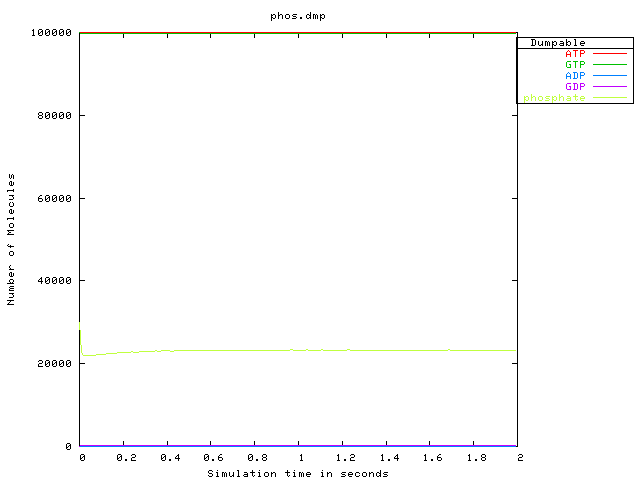 phos.dmp
Dumpable
ATP
GTP
ADP
GDP
phosphate
Number of Molecules
100000
80000
60000
40000
20000
0
0 0.2 0.4 0.6 0.8 1 1.2 1.4 1.6 1.8 2
Simulation time in seconds